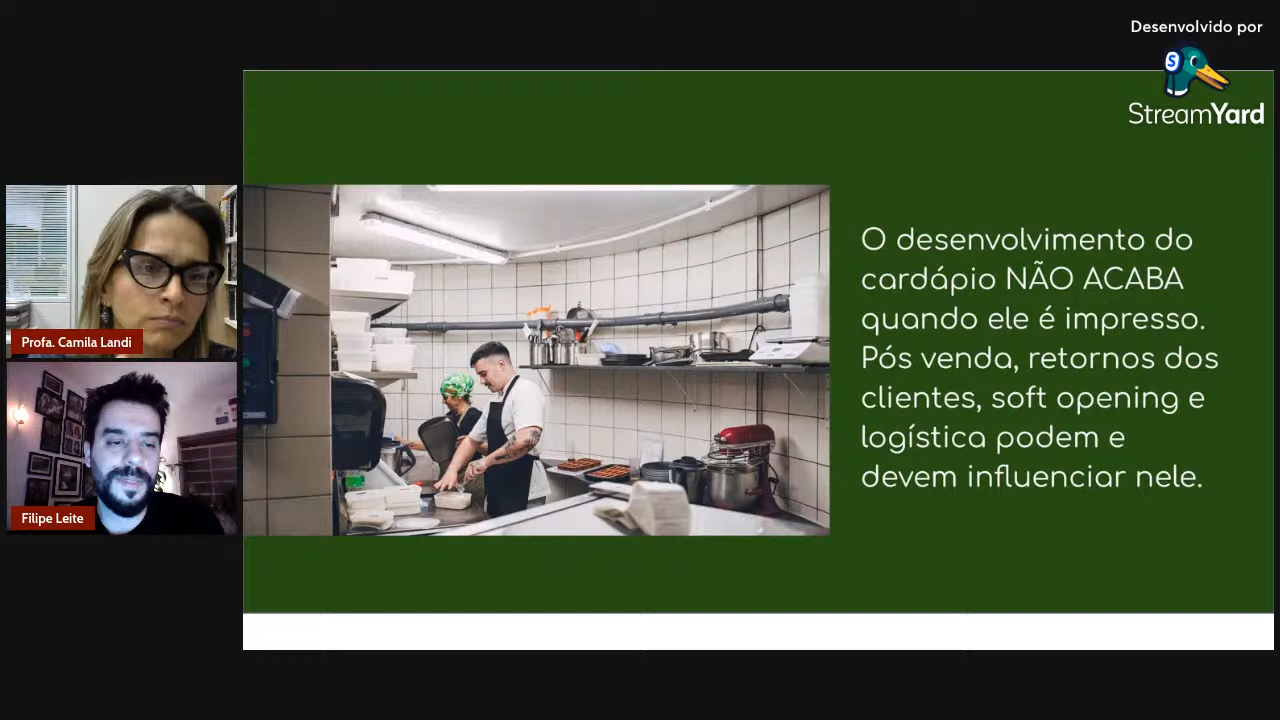 Desenvolvido por
StreamYard
Profa. Camila Landi
Filipe Leite
O desenvolvimento do
cardápio NÃO ACABA
quando ele é impresso.
Pós venda, retornos dos
clientes, soft opening e
logística podem e
devem influenciar nele.